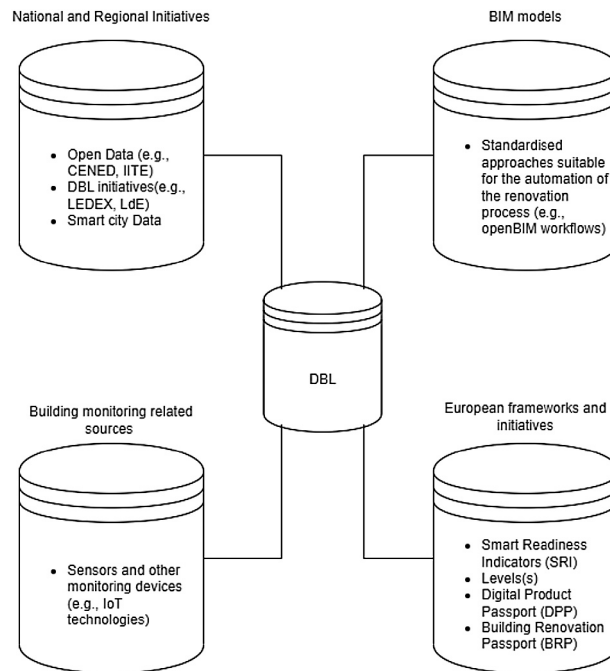 National and Regional Initiatives
Open Data (e.g.,
CENED, IITE)
DBL initiatives(e.g.,
LEDEX, LdE)
Smart city Data
BIM models
Standardised
approaches suitable
for the automation of
the renovation
process (e.g.,
openBIM workflows)
DBL
Building monitoring related
sources
Sensors and other
monitoring devices
(e.g., IoT
technologies)
European frameworks and
initiatives
Smart Readiness
Indicators (SRI)
Levels(s)
Digital Product
Passport (DPP)
Building Renovation
Passport (BRP)